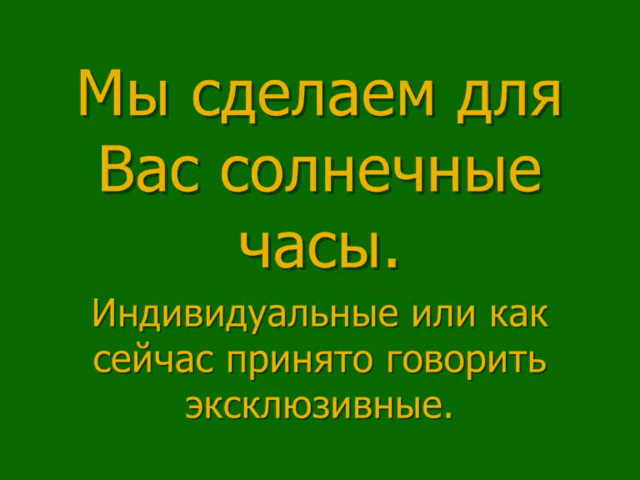 Мы сделаем для
Вас солнечные
часы.
Индивидуальные или как
сейчас принято говорить
эксклюзивные.